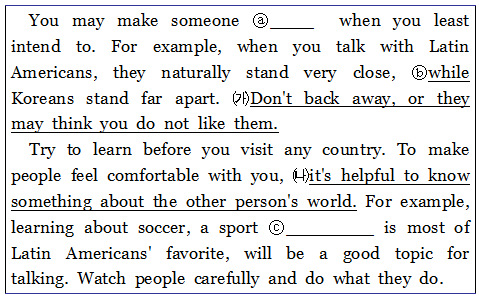 You may make someone ⓐ_____ when you least
intend to. For example, when you talk with Latin
Americans, they naturally stand very close, ⓑwhile
Koreans stand far apart. ㈎Don't back away, or they
may think you do not like them.
Try to learn before you visit any country. To make
people feel comfortable with you, ㈏it's helpful to know
something about the other person's world. For example,
learning about soccer, a sport ⓒ__________ is most of
Latin Americans' favorite, will be a good topic for
talking. Watch people carefully and do what they do.